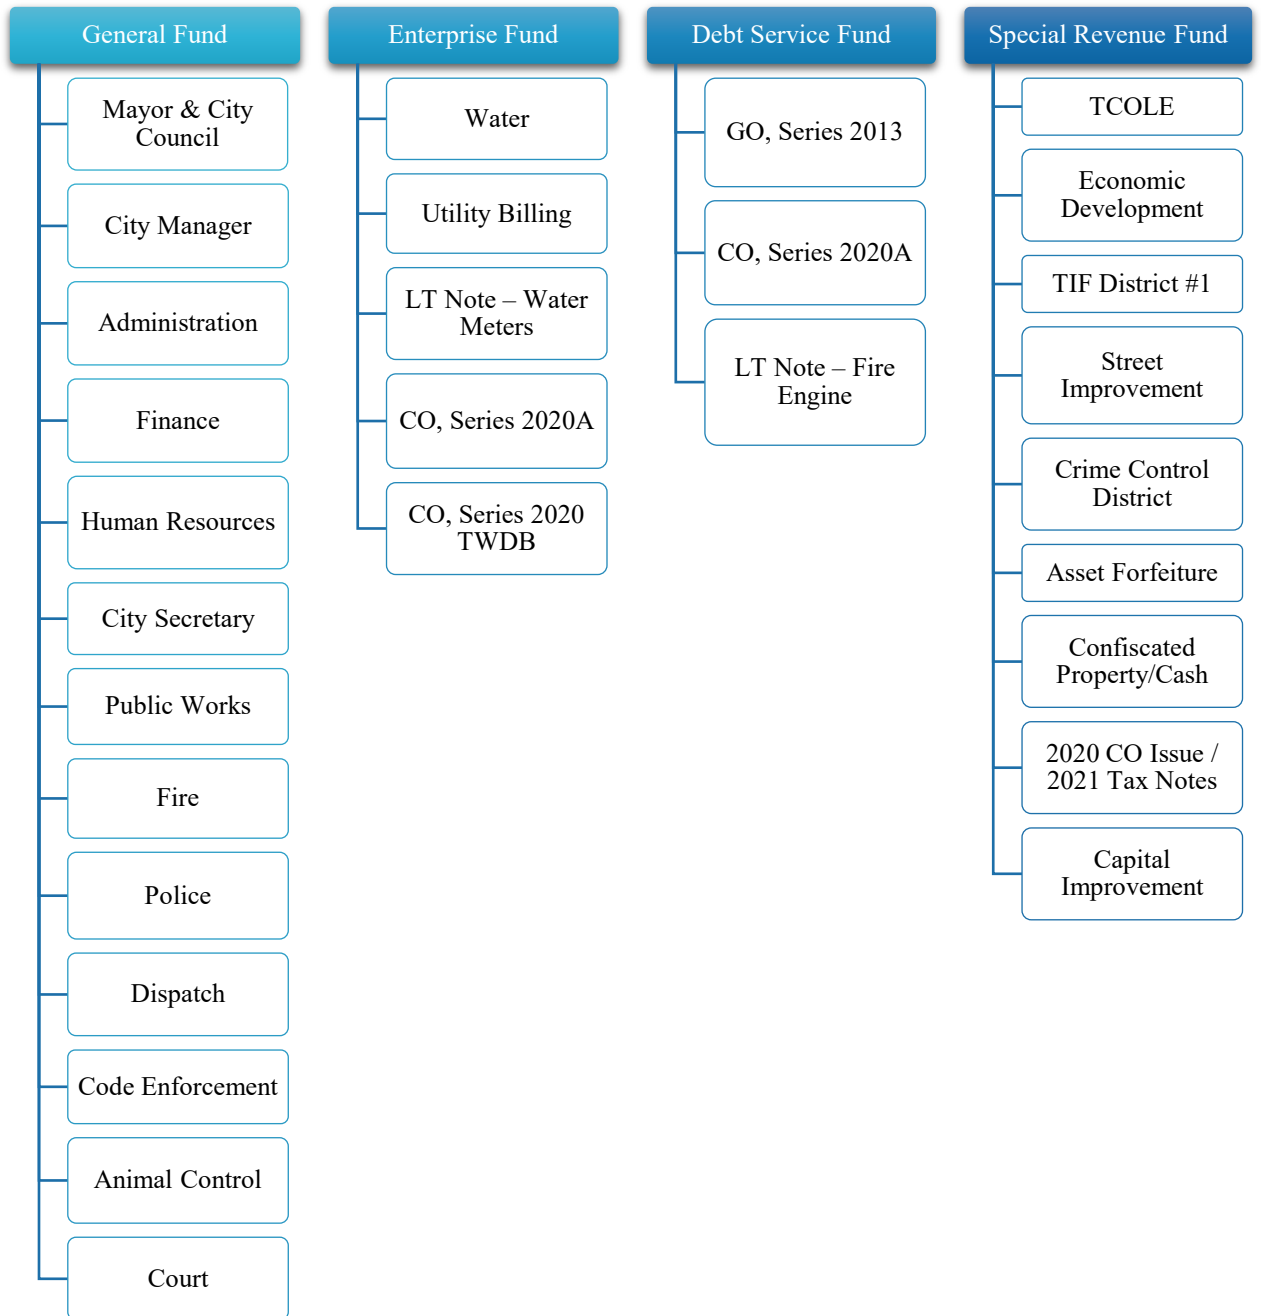 General Fund
Mayor & City
Council
City Manager
Administration
Finance
Human Resources
City Secretary
Public Works
Fire
Police
Dispatch
Code Enforcement
Animal Control
Court
Enterprise Fund
Water
Utility Billing
LT Note – Water
Meters
CO, Series 2020A
CO, Series 2020
TWDB
Debt Service Fund
GO, Series 2013
CO, Series 2020A
LT Note – Fire
Engine
Special Revenue Fund
TCOLE
Economic
Development
TIF District #1
Street
Improvement
Crime Control
District
Asset Forfeiture
Confiscated
Property/Cash
2020 CO Issue /
2021 Tax Notes
Capital
Improvement